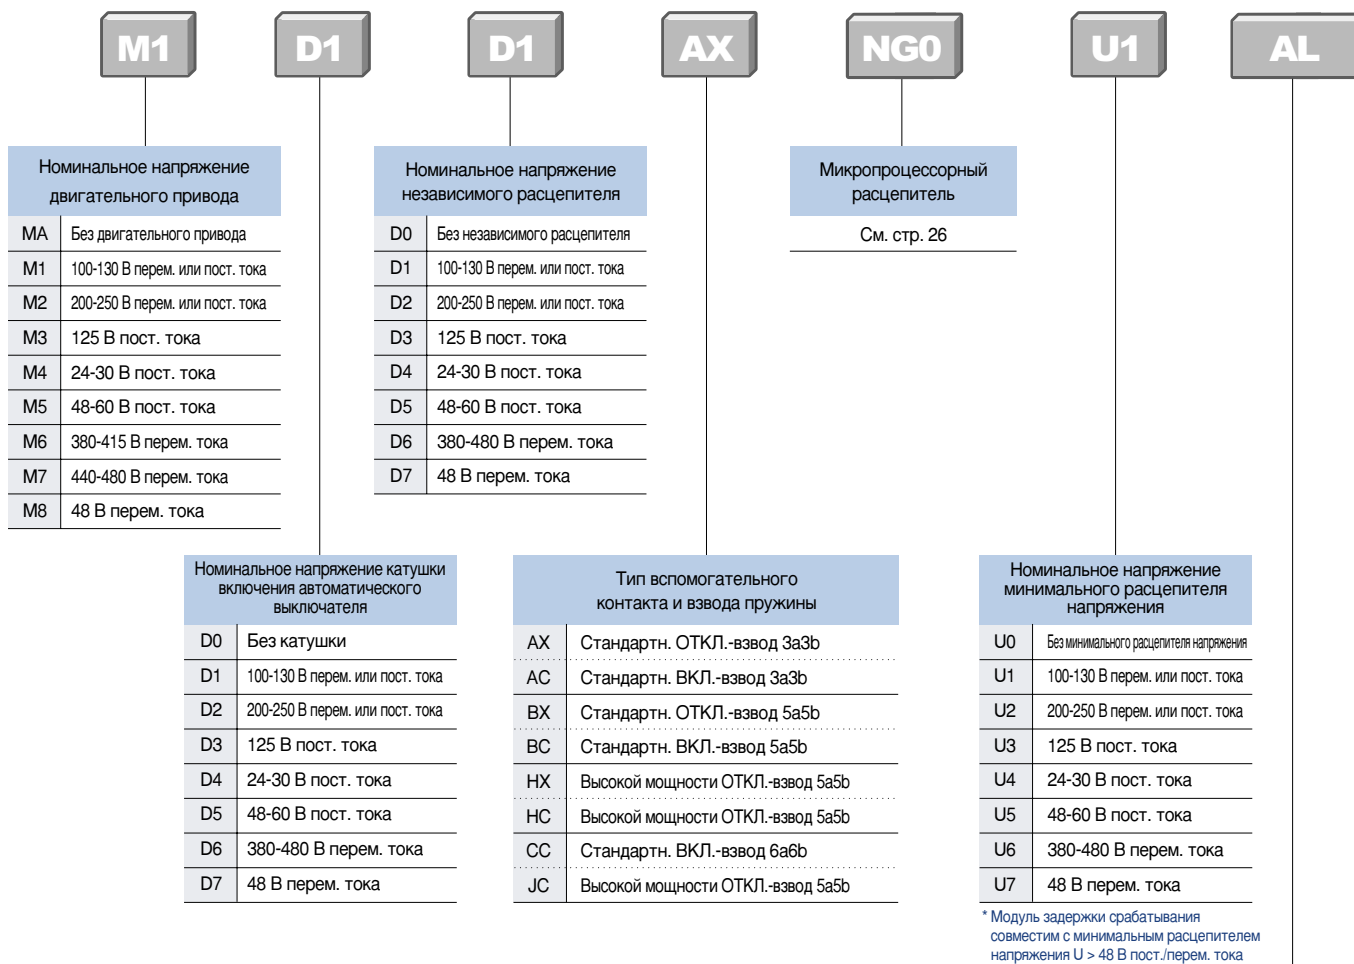 M1 D1 D1 AX NG0 U1 AL
Номинальное напряжение
двигательного привода
MA Без двигательного привода
M1 100-130 В перем. или пост. тока
M2 200-250 В перем. или пост. тока
M3 125 В пост. тока
M4 24-30 В пост. тока
M5 48-60 В пост. тока
M6 380-415 В перем. тока
M7 440-480 В перем. тока
M8 48 В перем. тока
Номинальное напряжение
независимого расцепителя
D0 Без независимого расцепителя
D1 100-130 В перем. или пост. тока
D2 200-250 В перем. или пост. тока
D3 125 В пост. тока
D4 24-30 В пост. тока
D5 48-60 В пост. тока
D6 380-480 В перем. тока
D7 48 В перем. тока
Микропроцессорный
расцепитель
См. стр. 26
Номинальное напряжение катушки
включения автоматического
выключателя
D0 Без катушки
D1 100-130 В перем. или пост. тока
D2 200-250 В перем. или пост. тока
D3 125 В пост. тока
D4 24-30 В пост. тока
D5 48-60 В пост. тока
D6 380-480 В перем. тока
D7 48 В перем. тока
Тип вспомогательного
контакта и взвода пружины
AX Стандартн. ОТКЛ.-взвод 3a3b
AC Стандартн. ВКЛ.-взвод 3a3b
BX Стандартн. ОТКЛ.-взвод 5a5b
BC Стандартн. ВКЛ.-взвод 5a5b
HX Высокой мощности ОТКЛ.-взвод 5a5b
HC Высокой мощности ОТКЛ.-взвод 5a5b
CC Стандартн. ВКЛ.-взвод 6a6b
JC Высокой мощности ОТКЛ.-взвод 5a5b
Номинальное напряжение
минимального расцепителя
напряжения
U0 Без минимального расцепителя напряжения
U1 100-130 В перем. или пост. тока
U2 200-250 В перем. или пост. тока
U3 125 В пост. тока
U4 24-30 В пост. тока
U5 48-60 В пост. тока
U6 380-480 В перем. тока
U7 48 В перем. тока
* Модуль задержки срабатывания
совместим с минимальным расцепителем
напряжения U > 48 В пост./перем. тока